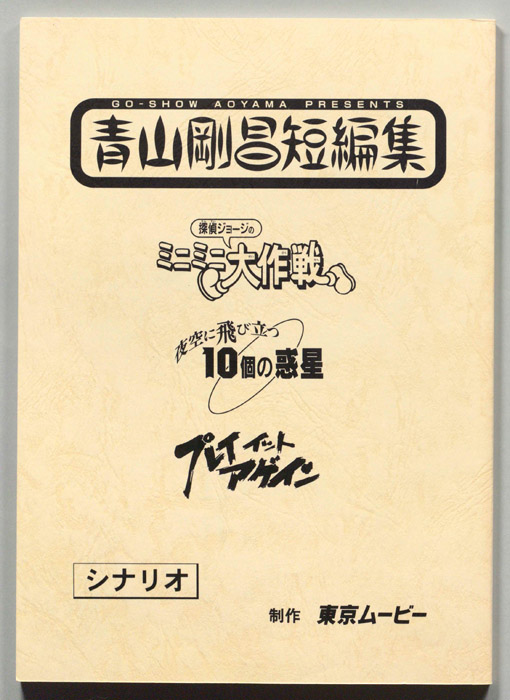 GO-SHOW AOYAMA PRESENTS
青山剛昌短編集
探偵ジョージの
ミニミニ大作戦
夜空に飛び立つ
10個の惑星
プレイイット
アゲイン
シナリオ
制作 東京ムービー